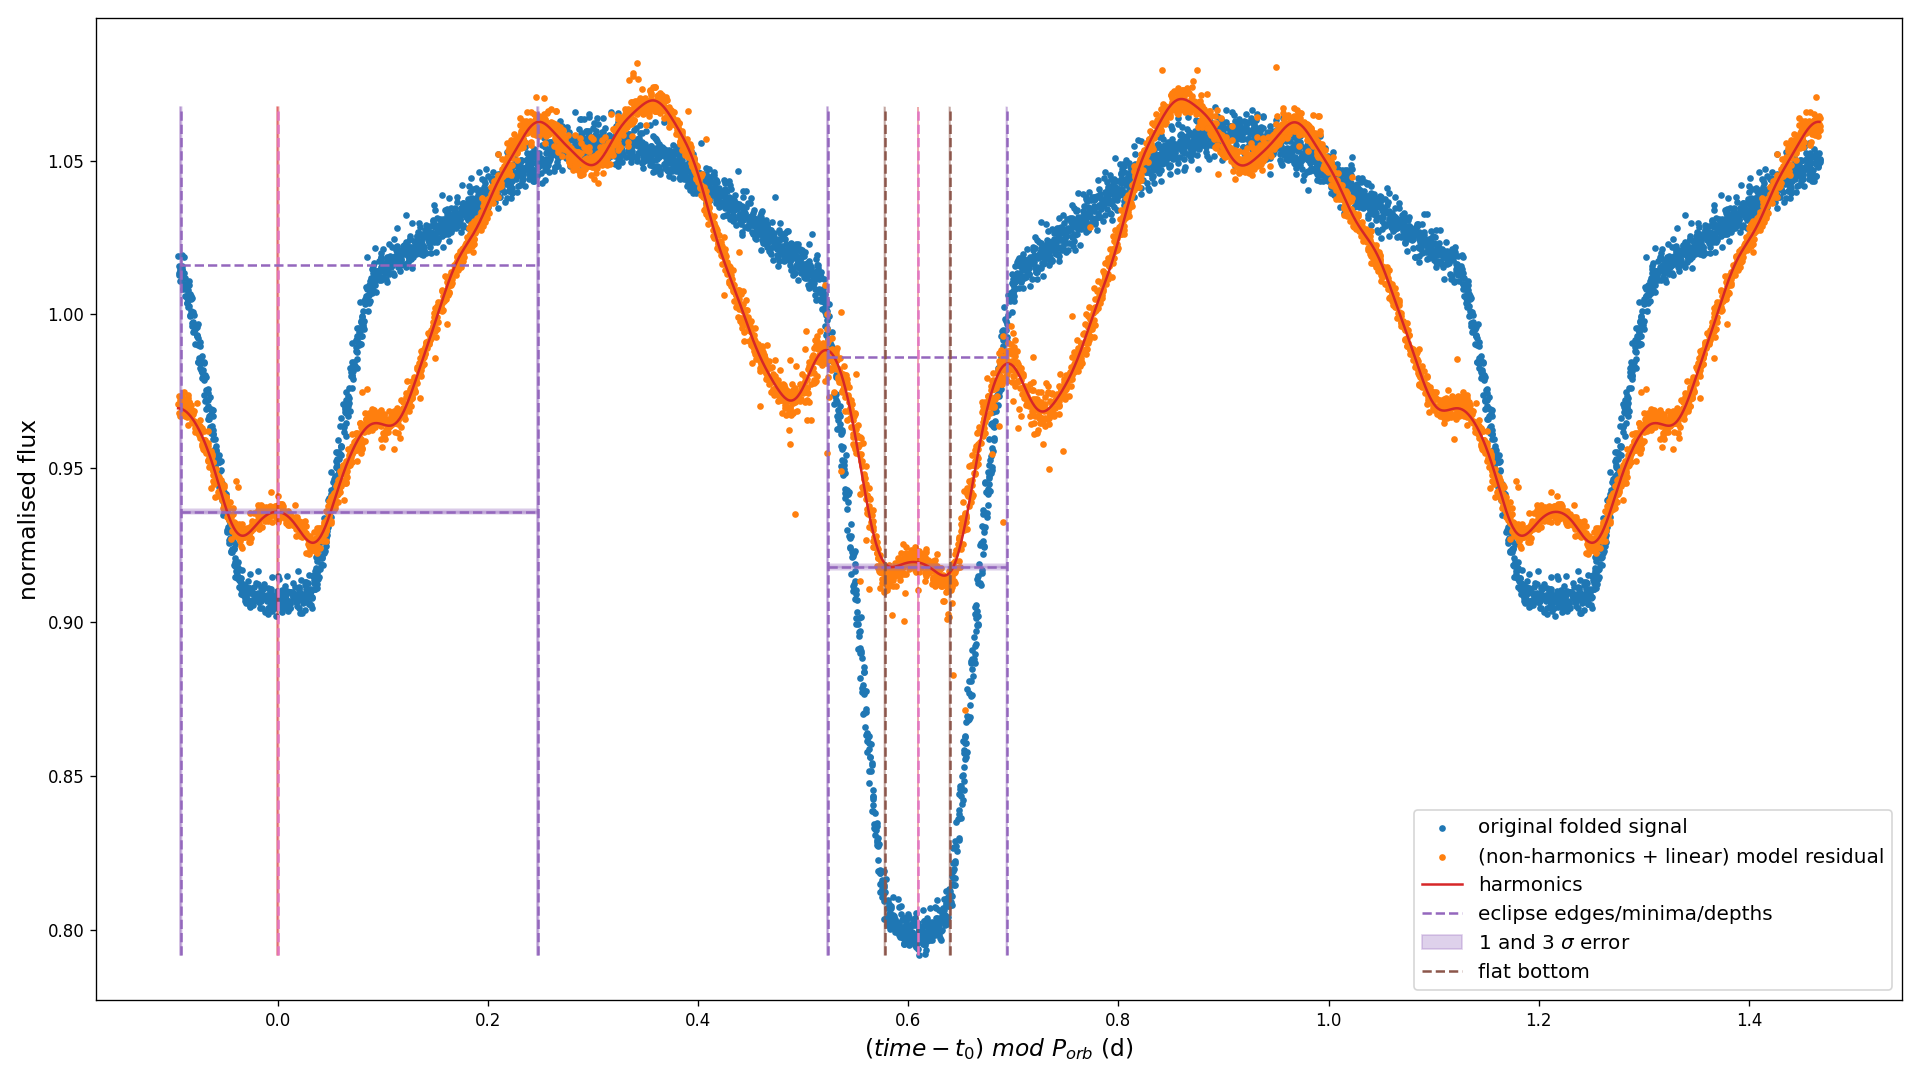 normalised flux
1.05
1.00
0.95
0.90
0.85
0.80
0.0 0.2 0.4 0.6 0.8 1.0 1.2 1.4
(time − t₀) mod P_orb (d)
original folded signal
(non-harmonics + linear) model residual
harmonics
eclipse edges/minima/depths
1 and 3 σ error
flat bottom